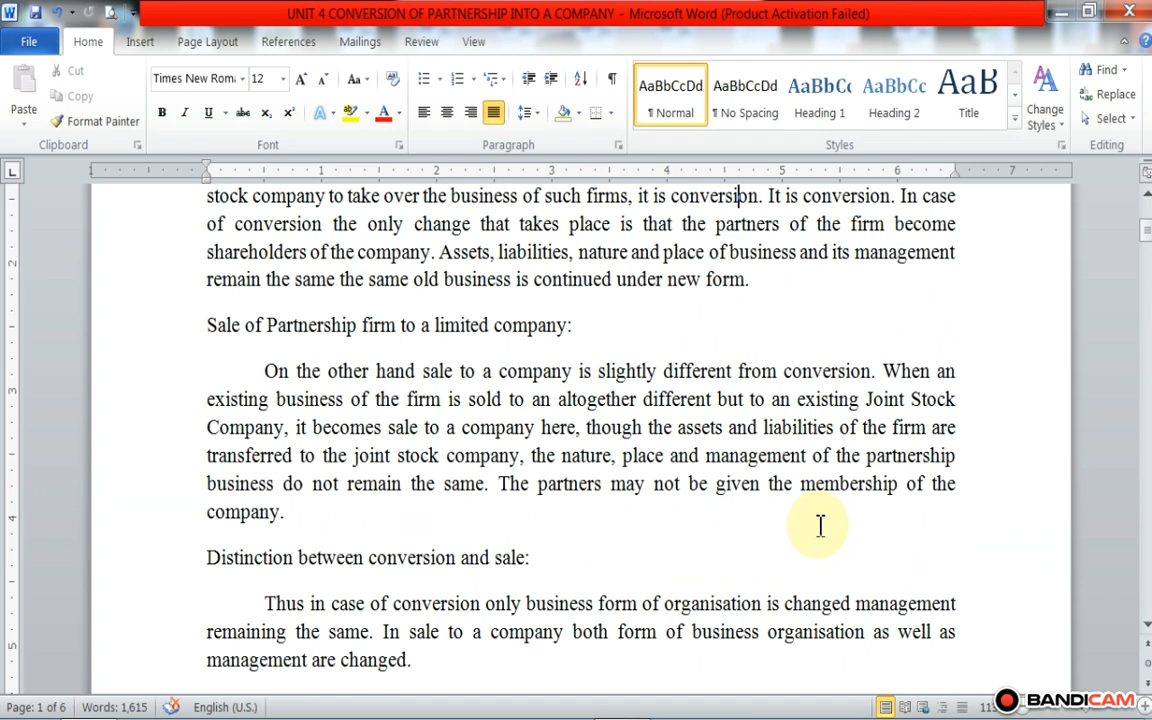 UNIT 4 CONVERSION OF PARTNERSHIP INTO A COMPANY - Microsoft Word (Product Activation Failed)
File Home Insert Page Layout References Mailings Review View
Paste
Cut
Copy
Format Painter
Clipboard
Times New Rom 12
Font
Paragraph
AaBbCcDd AaBbCcDd AaBbCc AaBbCc AaB
¶ Normal ¶ No Spacing Heading 1 Heading 2 Title
Change Styles
Styles
Find
Replace
Select
Editing
1 1 2 3 4 5 6 7
stock company to take over the business of such firms, it is conversion. It is conversion. In case
of conversion the only change that takes place is that the partners of the firm become
shareholders of the company. Assets, liabilities, nature and place of business and its management
remain the same the same old business is continued under new form.
Sale of Partnership firm to a limited company:
On the other hand sale to a company is slightly different from conversion. When an
existing business of the firm is sold to an altogether different but to an existing Joint Stock
Company, it becomes sale to a company here, though the assets and liabilities of the firm are
transferred to the joint stock company, the nature, place and management of the partnership
business do not remain the same. The partners may not be given the membership of the
company.
Distinction between conversion and sale:
Thus in case of conversion only business form of organisation is changed management
remaining the same. In sale to a company both form of business organisation as well as
management are changed.
Page: 1 of 6 Words: 1,615 English (U.S.)
BANDICAM